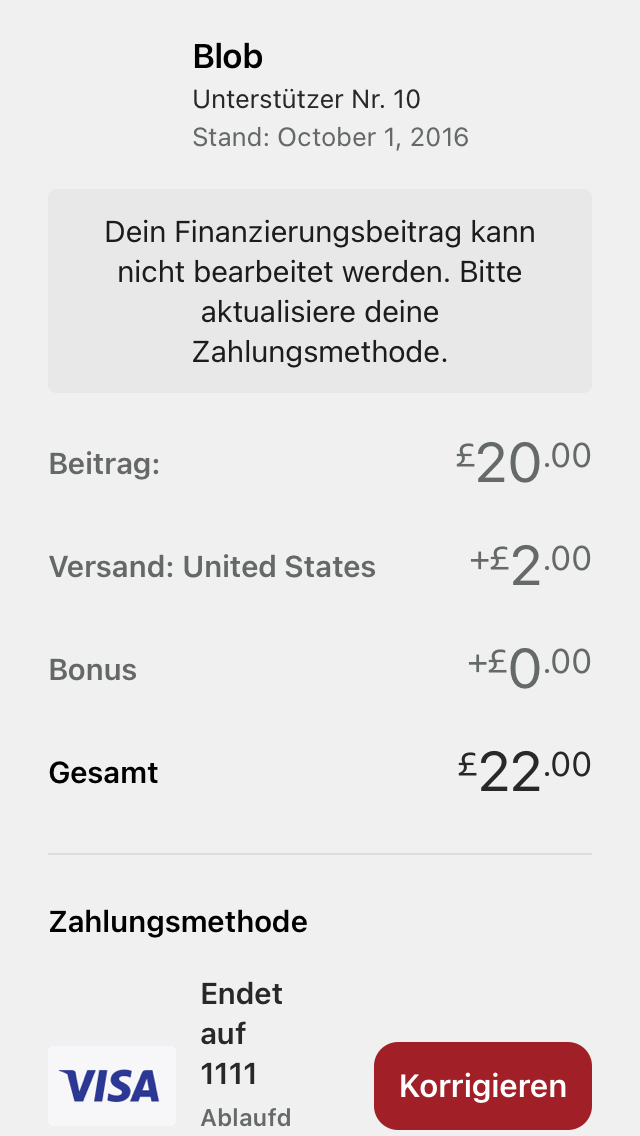 Blob
Unterstützer Nr. 10
Stand: October 1, 2016
Dein Finanzierungsbeitrag kann
nicht bearbeitet werden. Bitte
aktualisiere deine
Zahlungsmethode.
Beitrag: £20.00
Versand: United States +£2.00
Bonus +£0.00
Gesamt £22.00
Zahlungsmethode
Endet
auf
1111
VISA
Korrigieren
Ablaufd